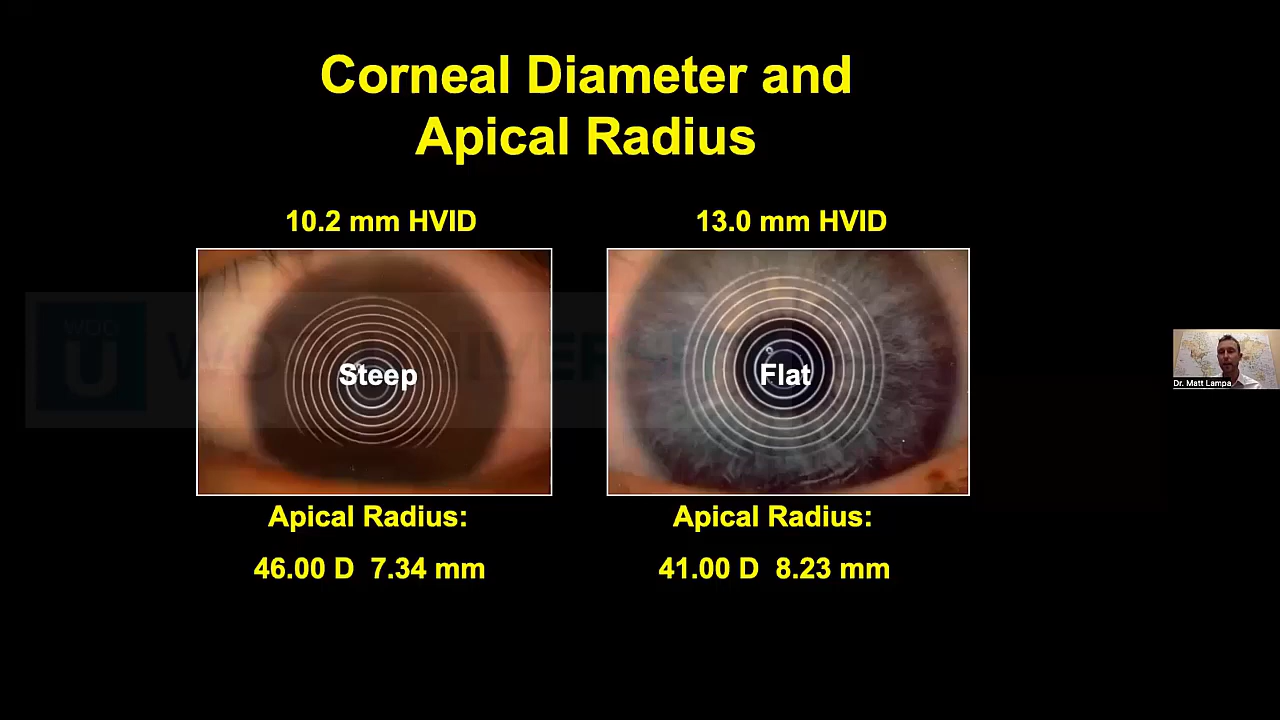 Corneal Diameter and
Apical Radius
10.2 mm HVID
13.0 mm HVID
WOO
U
Steep
Flat
Dr. Matt Lampa
Apical Radius:
Apical Radius:
46.00 D 7.34 mm
41.00 D 8.23 mm